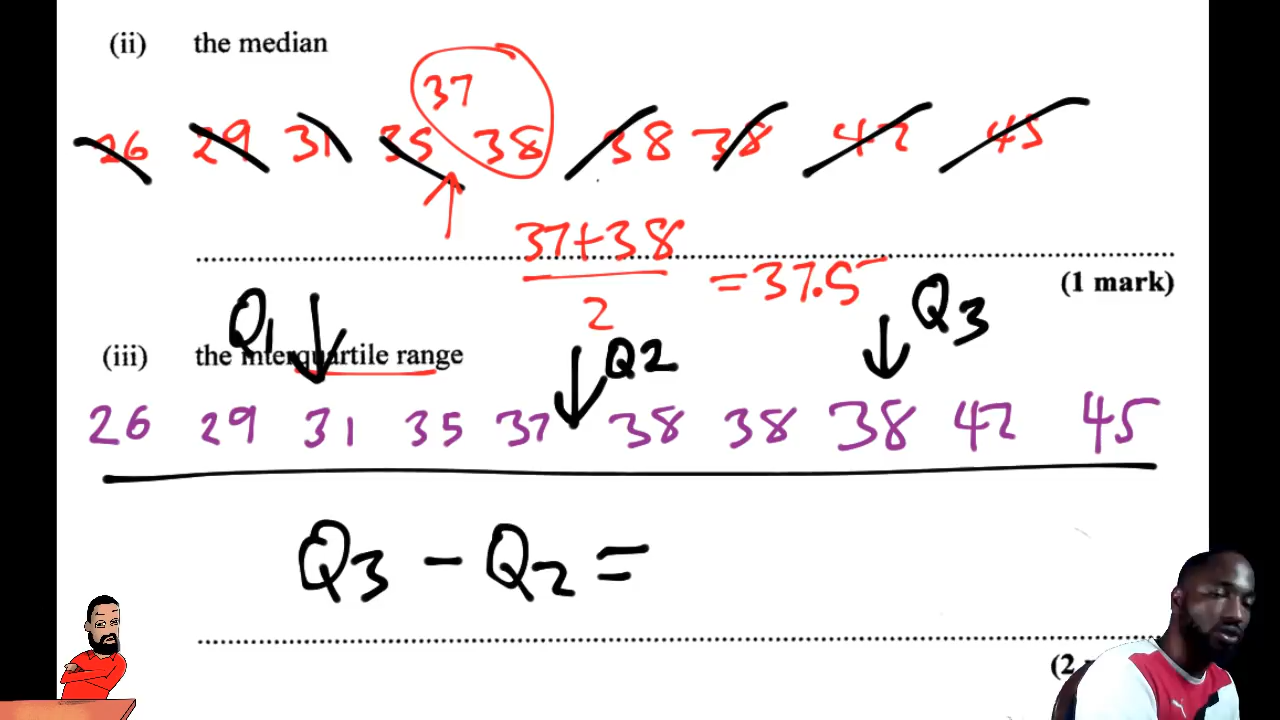 (ii) the median
37
26 29 31 35 38 38 38 42 45
37+38
2
= 37.5
(1 mark)
Q1
Q3
(iii) the interquartile range
Q2
26 29 31 35 37 38 38 38 42 45
Q3 - Q2 =
(2